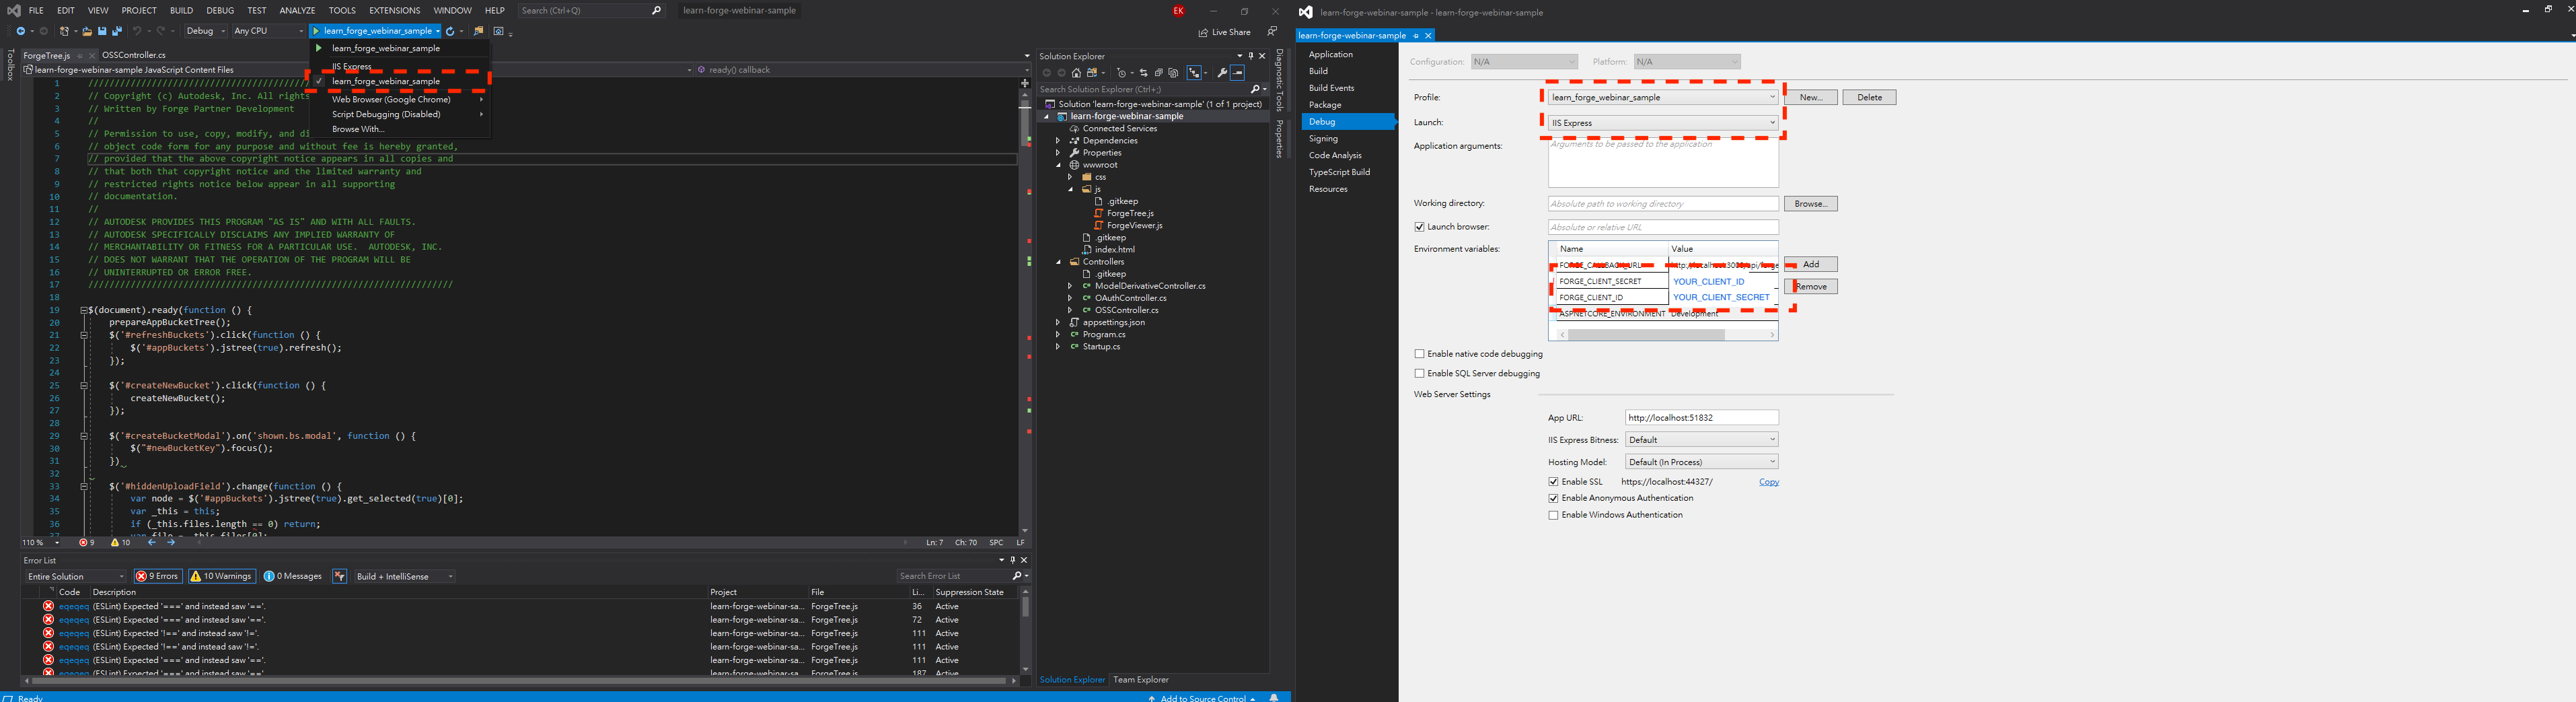 FILE EDIT VIEW PROJECT BUILD DEBUG TEST ANALYZE TOOLS EXTENSIONS WINDOW HELP Search (Ctrl+Q) learn-forge-webinar-sample EK
Debug Any CPU learn_forge_webinar_sample
Live Share
learn_forge_webinar_sample
IIS Express
learn_forge_webinar_sample
Web Browser (Google Chrome)
Script Debugging (Disabled)
Browse With...
Toolbox
ForgeTree.js OSSController.cs
learn-forge-webinar-sample JavaScript Content Files ready() callback
1 /////////////////////////////////////////
2 // Copyright (c) Autodesk, Inc. All rights
3 // Written by Forge Partner Development
4 //
5 // Permission to use, copy, modify, and di
6 // object code form for any purpose and without fee is hereby granted,
7 // provided that the above copyright notice appears in all copies and
8 // that both that copyright notice and the limited warranty and
9 // restricted rights notice below appear in all supporting
10 // documentation.
11 //
12 // AUTODESK PROVIDES THIS PROGRAM "AS IS" AND WITH ALL FAULTS.
13 // AUTODESK SPECIFICALLY DISCLAIMS ANY IMPLIED WARRANTY OF
14 // MERCHANTABILITY OR FITNESS FOR A PARTICULAR USE. AUTODESK, INC.
15 // DOES NOT WARRANT THAT THE OPERATION OF THE PROGRAM WILL BE
16 // UNINTERRUPTED OR ERROR FREE.
17 /////////////////////////////////////////////////////////////////////
18
19 $(document).ready(function () {
20 prepareAppBucketTree();
21 $('#refreshBuckets').click(function () {
22 $('#appBuckets').jstree(true).refresh();
23 });
24
25 $('#createNewBucket').click(function () {
26 createNewBucket();
27 });
28
29 $('#createBucketModal').on('shown.bs.modal', function () {
30 $("#newBucketKey").focus();
31 })
32
33 $('#hiddenUploadField').change(function () {
34 var node = $('#appBuckets').jstree(true).get_selected(true)[0];
35 var _this = this;
36 if (_this.files.length == 0) return;
37 var file = _this.files[0];
110 % 9 10 Ln: 7 Ch: 70 SPC LF
Error List
Entire Solution 9 Errors 10 Warnings 0 Messages Build + IntelliSense Search Error List
Code Description Project File Li... Suppression State
eqeqeq (ESLint) Expected '===' and instead saw '=='. learn-forge-webinar-sa... ForgeTree.js 36 Active
eqeqeq (ESLint) Expected '===' and instead saw '=='. learn-forge-webinar-sa... ForgeTree.js 72 Active
eqeqeq (ESLint) Expected '!==' and instead saw '!='. learn-forge-webinar-sa... ForgeTree.js 111 Active
eqeqeq (ESLint) Expected '!==' and instead saw '!='. learn-forge-webinar-sa... ForgeTree.js 111 Active
eqeqeq (ESLint) Expected '===' and instead saw '=='. learn-forge-webinar-sa... ForgeTree.js 111 Active
eqeqeq (ESLint) Expected '===' and instead saw '=='. learn-forge-webinar-sa... ForgeTree.js 187 Active
Ready Add to Source Control
Solution Explorer
Search Solution Explorer (Ctrl+;)
Solution 'learn-forge-webinar-sample' (1 of 1 project)
learn-forge-webinar-sample
Connected Services
Dependencies
Properties
wwwroot
css
js
.gitkeep
ForgeTree.js
ForgeViewer.js
.gitkeep
index.html
Controllers
.gitkeep
ModelDerivativeController.cs
OAuthController.cs
OSSController.cs
appsettings.json
Program.cs
Startup.cs
Solution Explorer Team Explorer
Diagnostic Tools
Properties
learn-forge-webinar-sample - learn-forge-webinar-sample
learn-forge-webinar-sample
Application
Build
Build Events
Package
Debug
Signing
Code Analysis
TypeScript Build
Resources
Configuration: N/A Platform: N/A
Profile: learn_forge_webinar_sample New... Delete
Launch: IIS Express
Application arguments: Arguments to be passed to the application
Working directory: Absolute path to working directory Browse...
Launch browser: Absolute or relative URL
Environment variables: Name Value
FORGE_CALLBACK_URL http://localhost:3000/api/forge Add
FORGE_CLIENT_SECRET YOUR_CLIENT_ID Remove
FORGE_CLIENT_ID YOUR_CLIENT_SECRET
ASPNETCORE_ENVIRONMENT Development
Enable native code debugging
Enable SQL Server debugging
Web Server Settings
App URL: http://localhost:51832
IIS Express Bitness: Default
Hosting Model: Default (In Process)
Enable SSL https://localhost:44327/ Copy
Enable Anonymous Authentication
Enable Windows Authentication